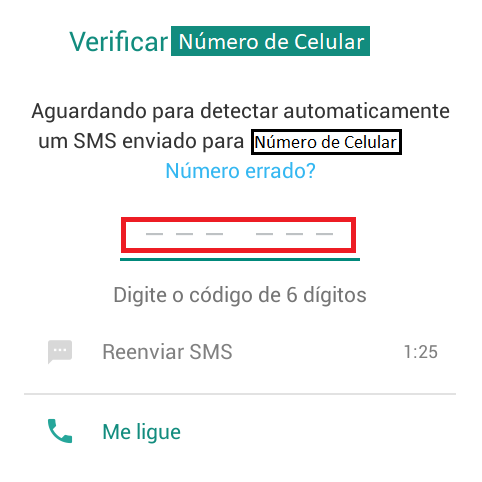 Verificar Número de Celular
Aguardando para detectar automaticamente
um SMS enviado para Número de Celular
Número errado?
Digite o código de 6 dígitos
Reenviar SMS 1:25
Me ligue